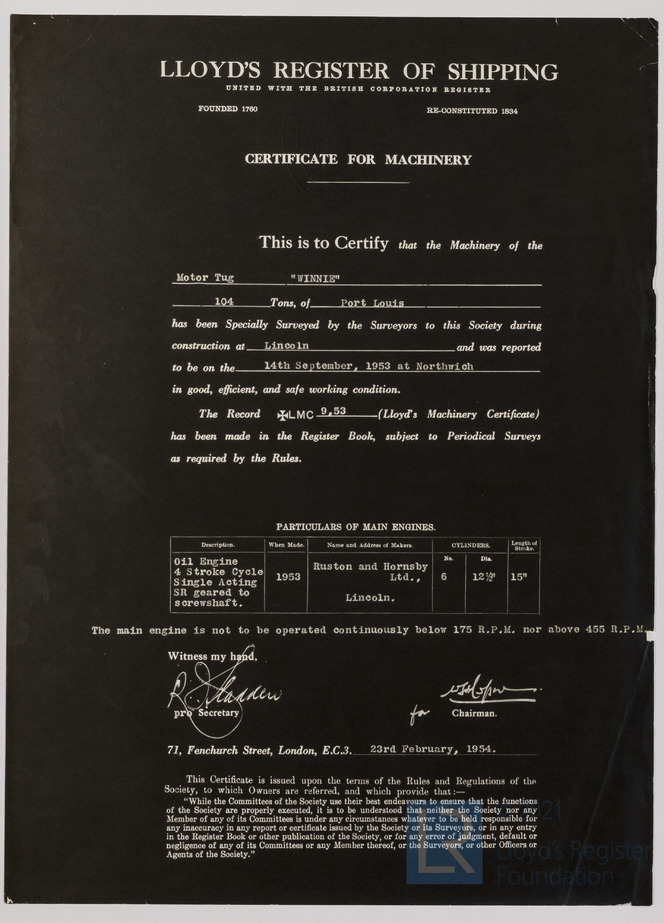 LLOYD'S REGISTER OF SHIPPING
UNITED WITH THE BRITISH CORPORATION REGISTER
FOUNDED 1760 RE-CONSTITUTED 1834
CERTIFICATE FOR MACHINERY
This is to Certify that the Machinery of the
Motor Tug "WINNIE"
104 Tons, of Port Louis
has been Specially Surveyed by the Surveyors to this Society during
construction at Lincoln and was reported
to be on the 14th September, 1953 at Northwich
in good, efficient, and safe working condition.
The Record ✠LMC 9,53 (Lloyd's Machinery Certificate)
has been made in the Register Book, subject to Periodical Surveys
as required by the Rules.
PARTICULARS OF MAIN ENGINES.
Description. When Made. Name and Address of Makers. CYLINDERS. Length of Stroke.
No. Dia.
Oil Engine
4 Stroke Cycle
Single Acting
SR geared to
screwshaft.
1953
Ruston and Hornsby
Ltd.,
Lincoln.
6 12½" 15"
The main engine is not to be operated continuously below 175 R.P.M. nor above 455 R.P.M.
Witness my hand,
pro Secretary for Chairman.
71, Fenchurch Street, London, E.C.3. 23rd February, 1954.
This Certificate is issued upon the terms of the Rules and Regulations of the
Society, to which Owners are referred, and which provide that:—
"While the Committees of the Society use their best endeavours to ensure that the functions
of the Society are properly executed, it is to be understood that neither the Society nor any
Member of any of its Committees is under any circumstances whatever to be held responsible for
any inaccuracy in any report or certificate issued by the Society or its Surveyors, or in any entry
in the Register Book or other publication of the Society, or for any error of judgment, default or
negligence of any of its Committees or any Member thereof, or the Surveyors, or other Officers or
Agents of the Society."
Lloyd's Register
Foundation